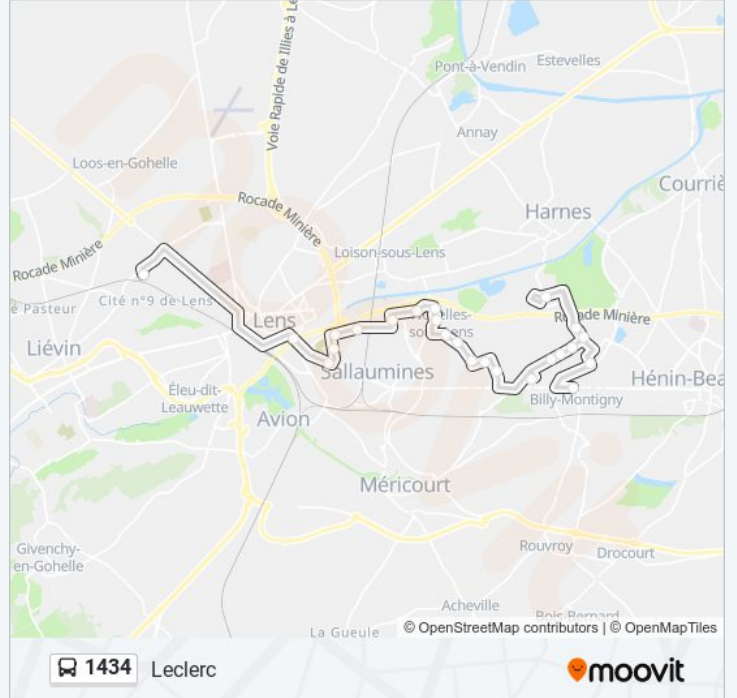 Voie Rapide de Illies à Le
Pont-à-Vendin
Estevelles
Annay
Loos-en-Gohelle
Courriè
Rocade Minière
Harnes
Rocade Minière
Loison-sous-Lens
é Pasteur
Cité n°9 de Lens
Lens
Rocade Minière
Liévin
Sallaumines
Hénin-Bea
Éleu-dit-
Leauwette
Billy-Montigny
Avion
Méricourt
Givenchy-
en-Gohelle
Rouvroy
Drocourt
Acheville
Bois-Bernard
La Gueule
© OpenStreetMap contributors | © OpenMapTiles
1434 Leclerc
moovit